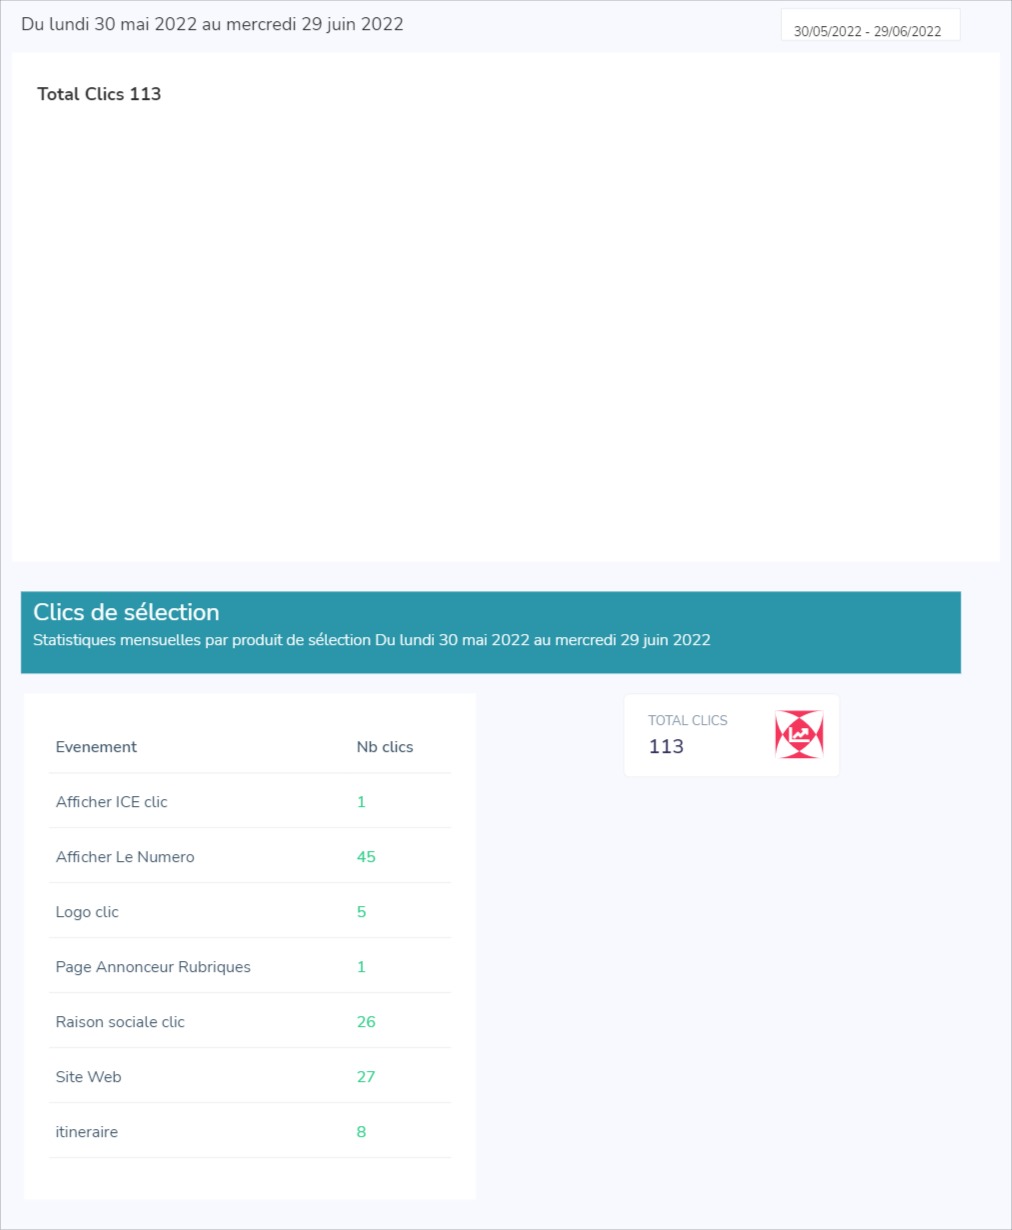 Du lundi 30 mai 2022 au mercredi 29 juin 2022
30/05/2022 - 29/06/2022
Total Clics 113
Clics de sélection
Statistiques mensuelles par produit de sélection Du lundi 30 mai 2022 au mercredi 29 juin 2022
Evenement Nb clics
Afficher ICE clic 1
Afficher Le Numero 45
Logo clic 5
Page Annonceur Rubriques 1
Raison sociale clic 26
Site Web 27
itineraire 8
TOTAL CLICS
113